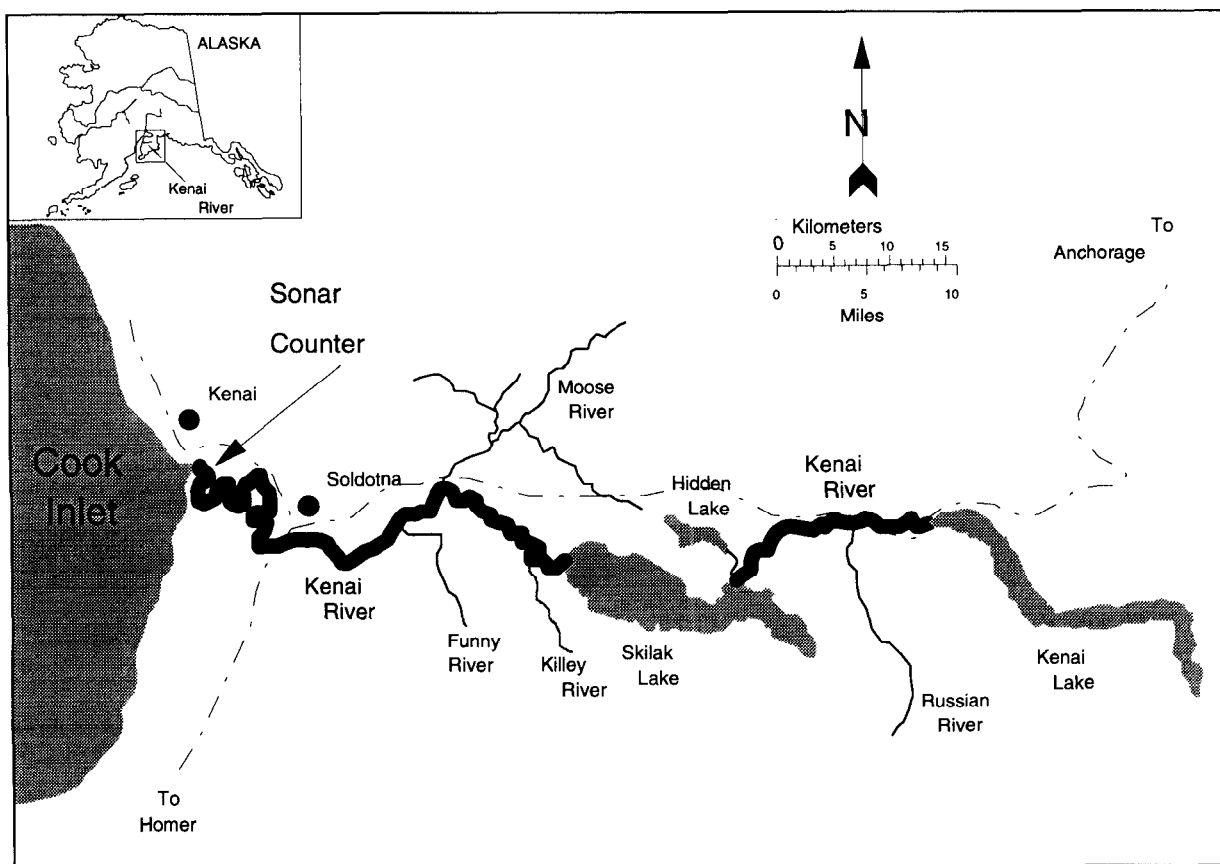 ALASKA
Kenai
River
N
Kilometers
0 5 10 15
0 5 10
Miles
To
Anchorage
Sonar
Counter
Kenai
Moose
River
Cook
Inlet
Soldotna
Hidden
Lake
Kenai
River
Kenai
River
Funny
River
Killey
River
Skilak
Lake
Kenai
Lake
Russian
River
To
Homer